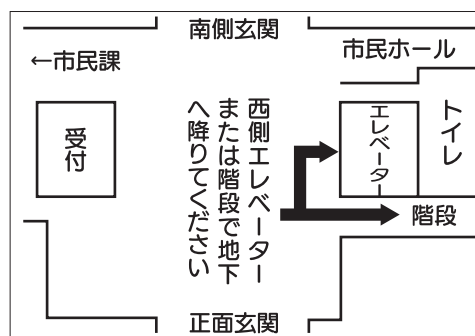 南側玄関
←市民課
市民ホール
受付
西側エレベーター
または階段で地下
へ降りてください
エレベーター
トイレ
階段
正面玄関